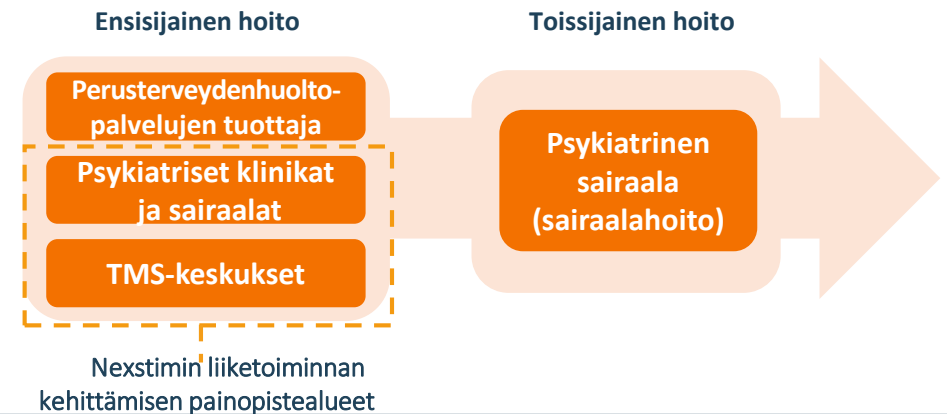 Ensisijainen hoito
Perusterveydenhuolto-
palvelujen tuottaja
Psykiatriset klinikat
ja sairaalat
TMS-keskukset
Nexstimin liiketoiminnan
kehittämisen painopistealueet
Toissijainen hoito
Psykiatrinen
sairaala
(sairaalahoito)